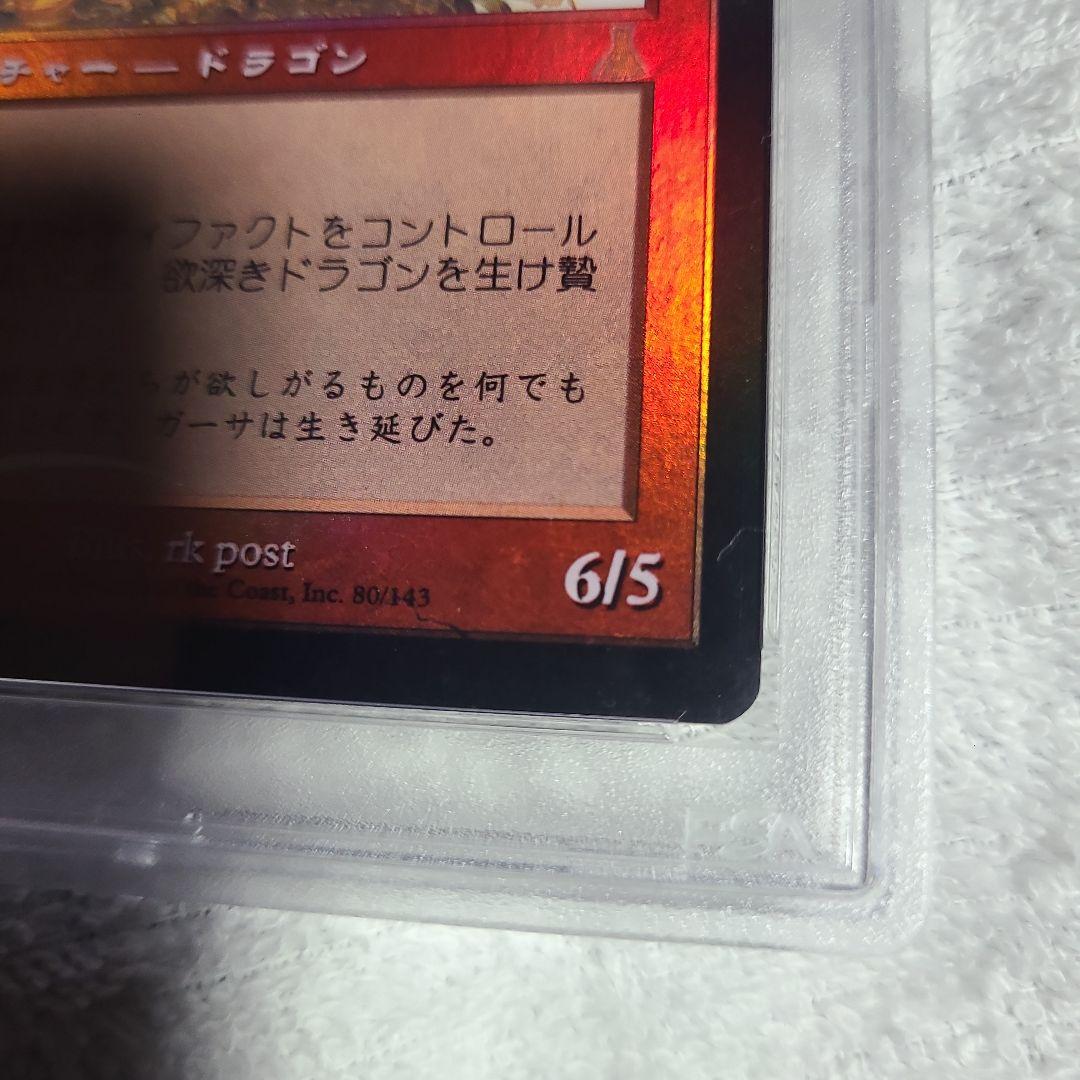 チャー ― ドラゴン
ファクトをコントロール
欲深きドラゴンを生け贄
が欲しがるものを何でも
ガーサは生き延びた。
rk post
the Coast, Inc. 80/143
6/5
PSA